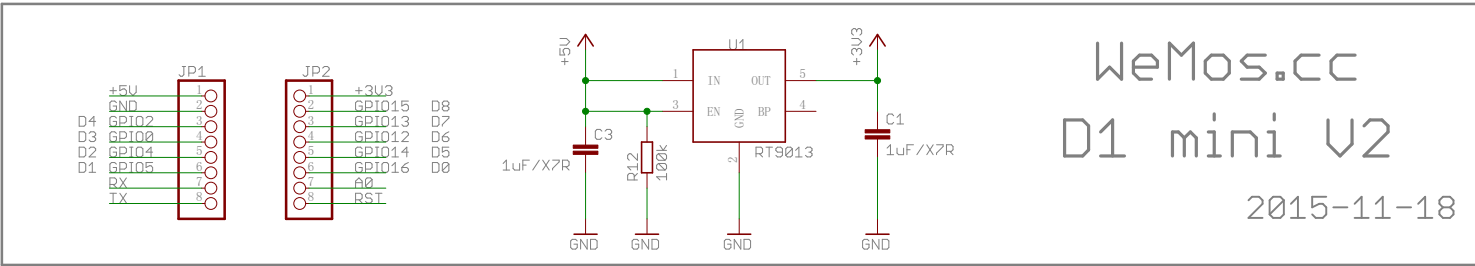 JP1
+5V 1
GND 2
D4 GPIO2 3
D3 GPIO0 4
D2 GPIO4 5
D1 GPIO5 6
RX 7
TX 8
JP2
1 +3V3
2 GPIO15 D8
3 GPIO13 D7
4 GPIO12 D6
5 GPIO14 D5
6 GPIO16 D0
7 A0
8 RST
+5V
U1
1 IN OUT 5
3 EN GND BP 4
2
RT9013
C3
1uF/X7R
R12
100k
+3V3
C1
1uF/X7R
GND
GND
GND
GND
WeMos.cc
D1 mini V2
2015-11-18